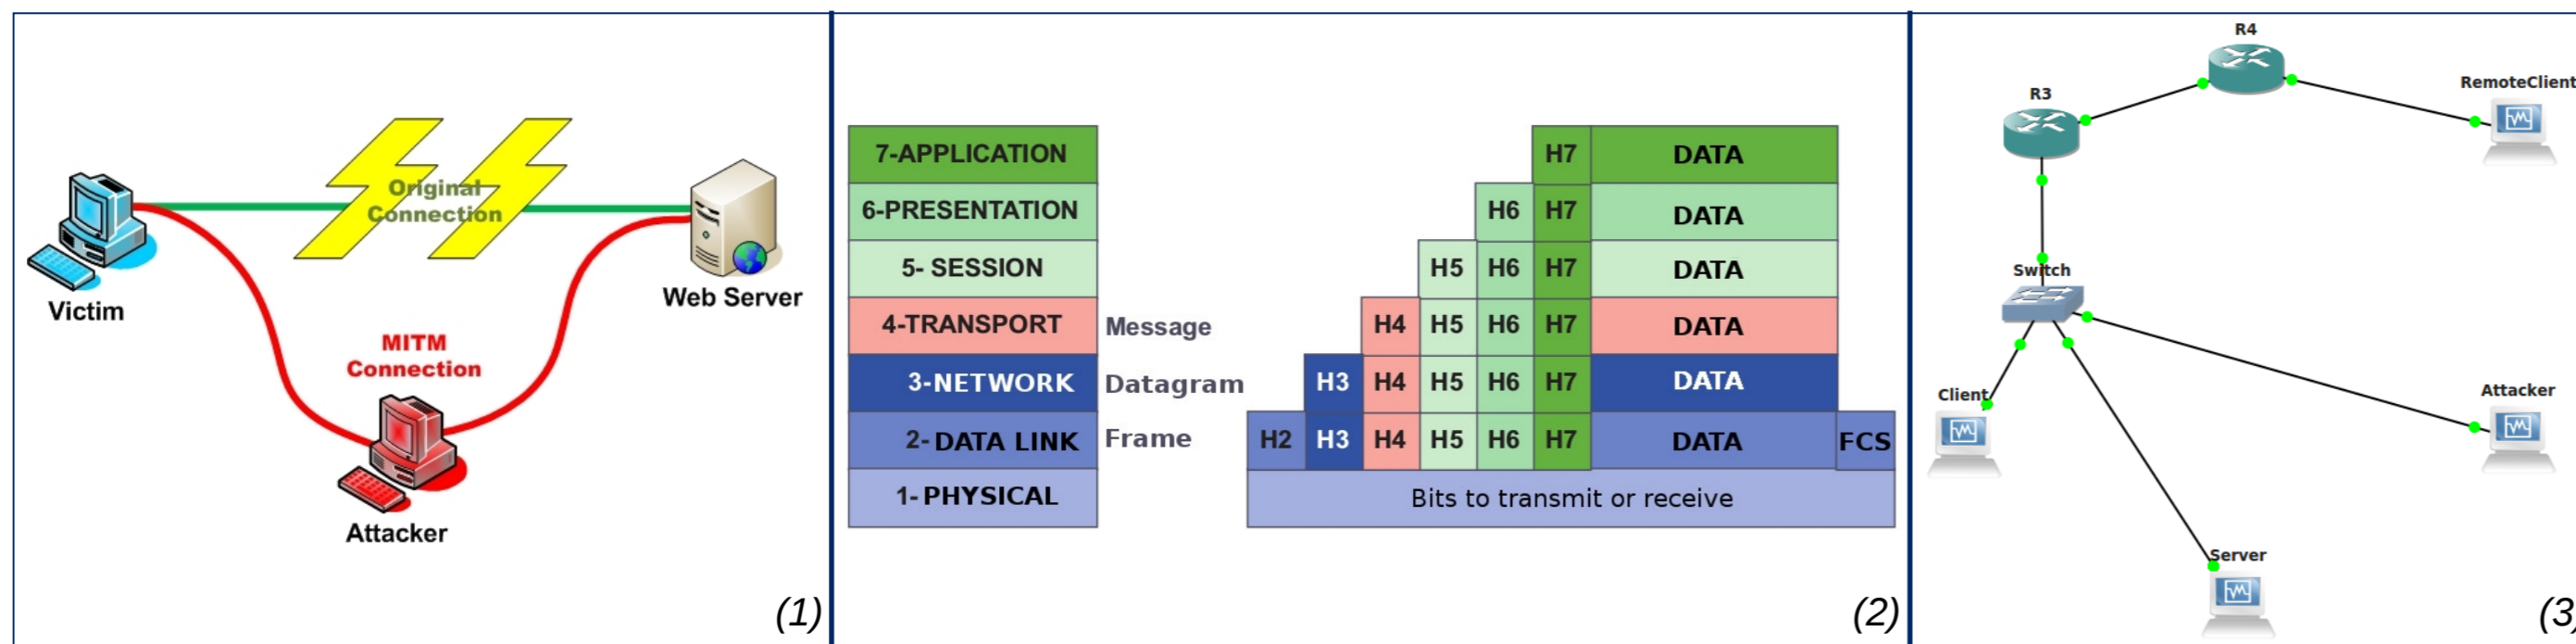 Original
Connection
Victim
Web Server
MITM
Connection
Attacker
(1)
7-APPLICATION
H7 DATA
6-PRESENTATION
H6 H7 DATA
5- SESSION
H5 H6 H7 DATA
4-TRANSPORT Message
H4 H5 H6 H7 DATA
3-NETWORK Datagram
H3 H4 H5 H6 H7 DATA
2- DATA LINK Frame
H2 H3 H4 H5 H6 H7 DATA FCS
1- PHYSICAL
Bits to transmit or receive
(2)
R4
RemoteClient
R3
Switch
Client
Attacker
Server
(3